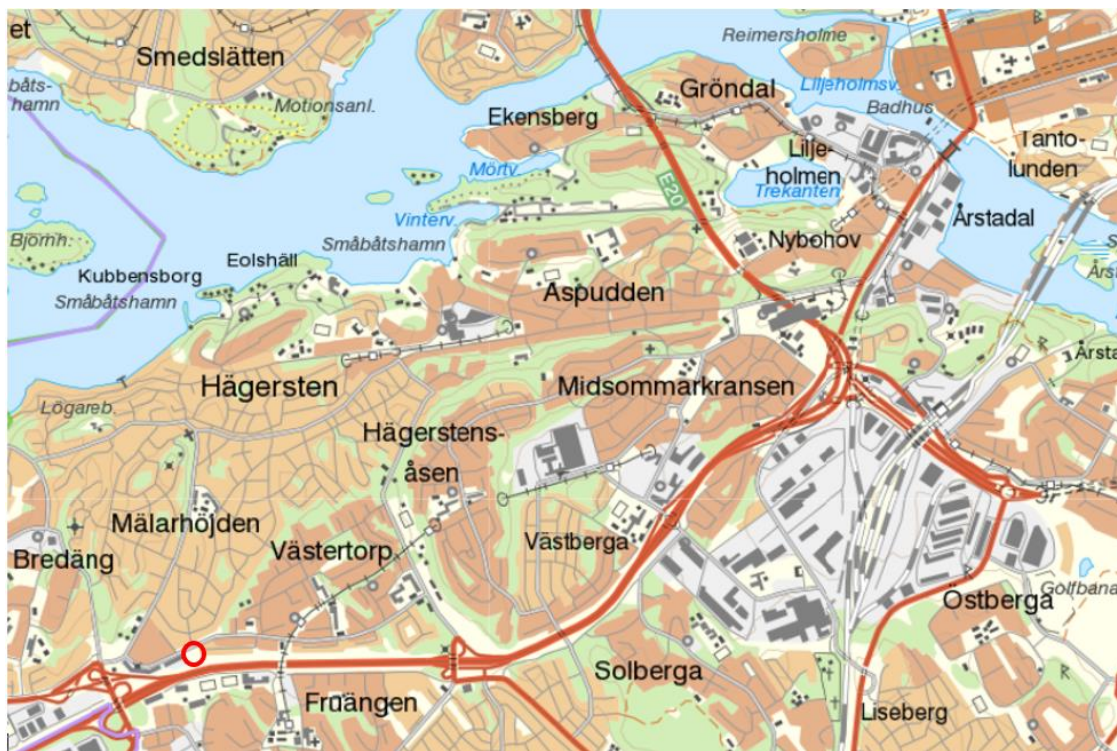 et
Smedslätten
båts-
hamn
Motionsanl.
Reimersholme
Liljeholmsv.
Gröndal
Badhus
Ekensberg
Lilje-
holmen
Tanto-
lunden
Mörtv.
Trekanten
E20
Vinterv.
Årstadal
Björnh.
Småbåtshamn
Nybohov
Eolshäll
Kubbensborg
Års
Småbåtshamn
Aspudden
Årsta
Hägersten
Midsommarkransen
Lögareb.
Hägerstens-
åsen
Mälarhöjden
Västertorp
Västberga
Bredäng
Golfbana
Östberga
Solberga
Fruängen
Liseberg